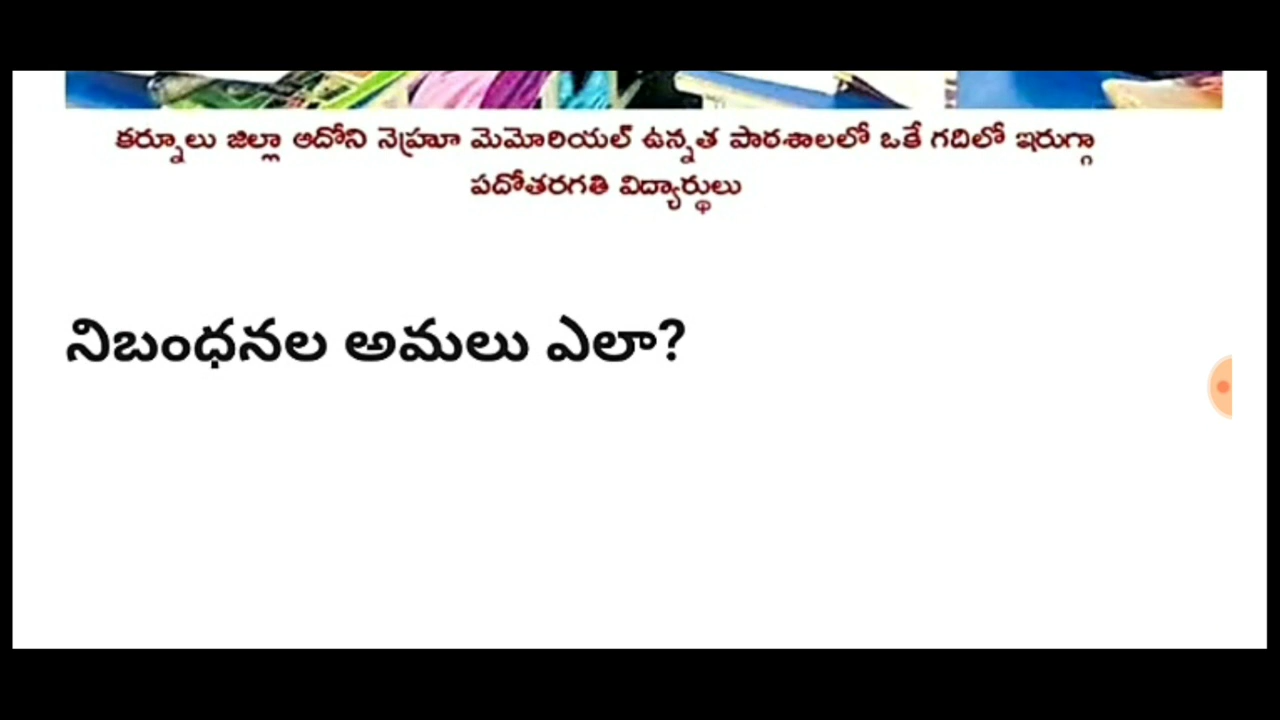 కర్నూలు జిల్లా ఆదోని నెహ్రూ మెమోరియల్ ఉన్నత పాఠశాలలో ఒకే గదిలో ఇరుగ్గా
పదోతరగతి విద్యార్థులు
నిబంధనల అమలు ఎలా?